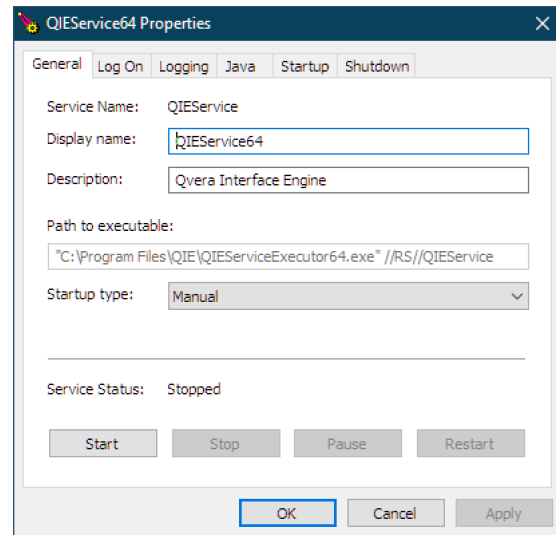 QIEService64 Properties
General Log On Logging Java Startup Shutdown
Service Name: QIEService
Display name: QIEService64
Description: Qvera Interface Engine
Path to executable:
"C:\Program Files\QIE\QIEServiceExecutor64.exe" //RS//QIEService
Startup type: Manual
Service Status: Stopped
Start Stop Pause Restart
OK Cancel Apply